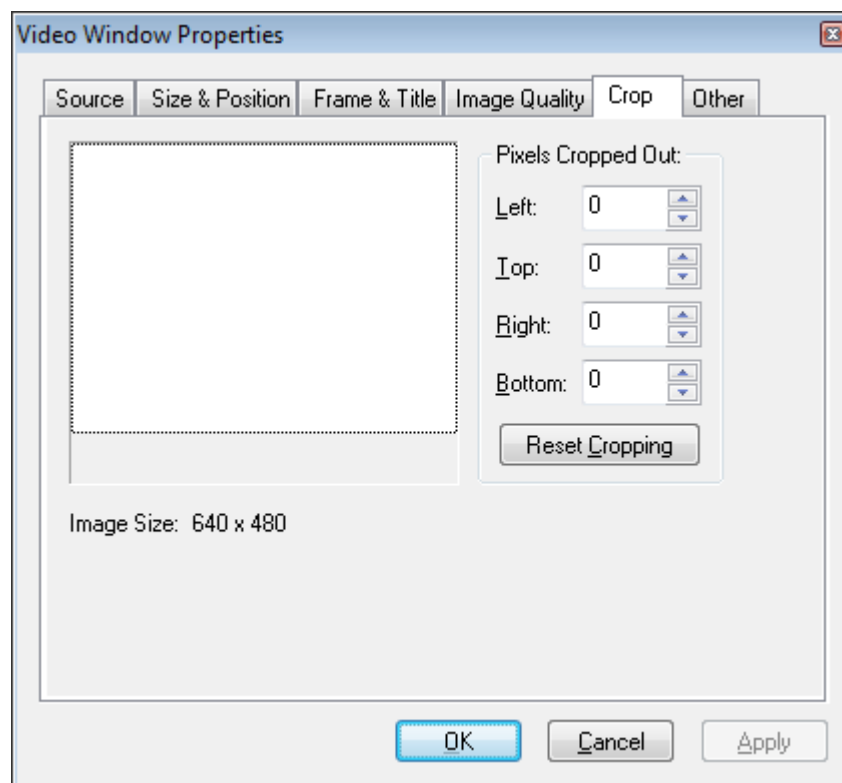 Video Window Properties
Source Size & Position Frame & Title Image Quality Crop Other
Pixels Cropped Out:
Left: 0
Top: 0
Right: 0
Bottom: 0
Reset Cropping
Image Size: 640 x 480
OK Cancel Apply